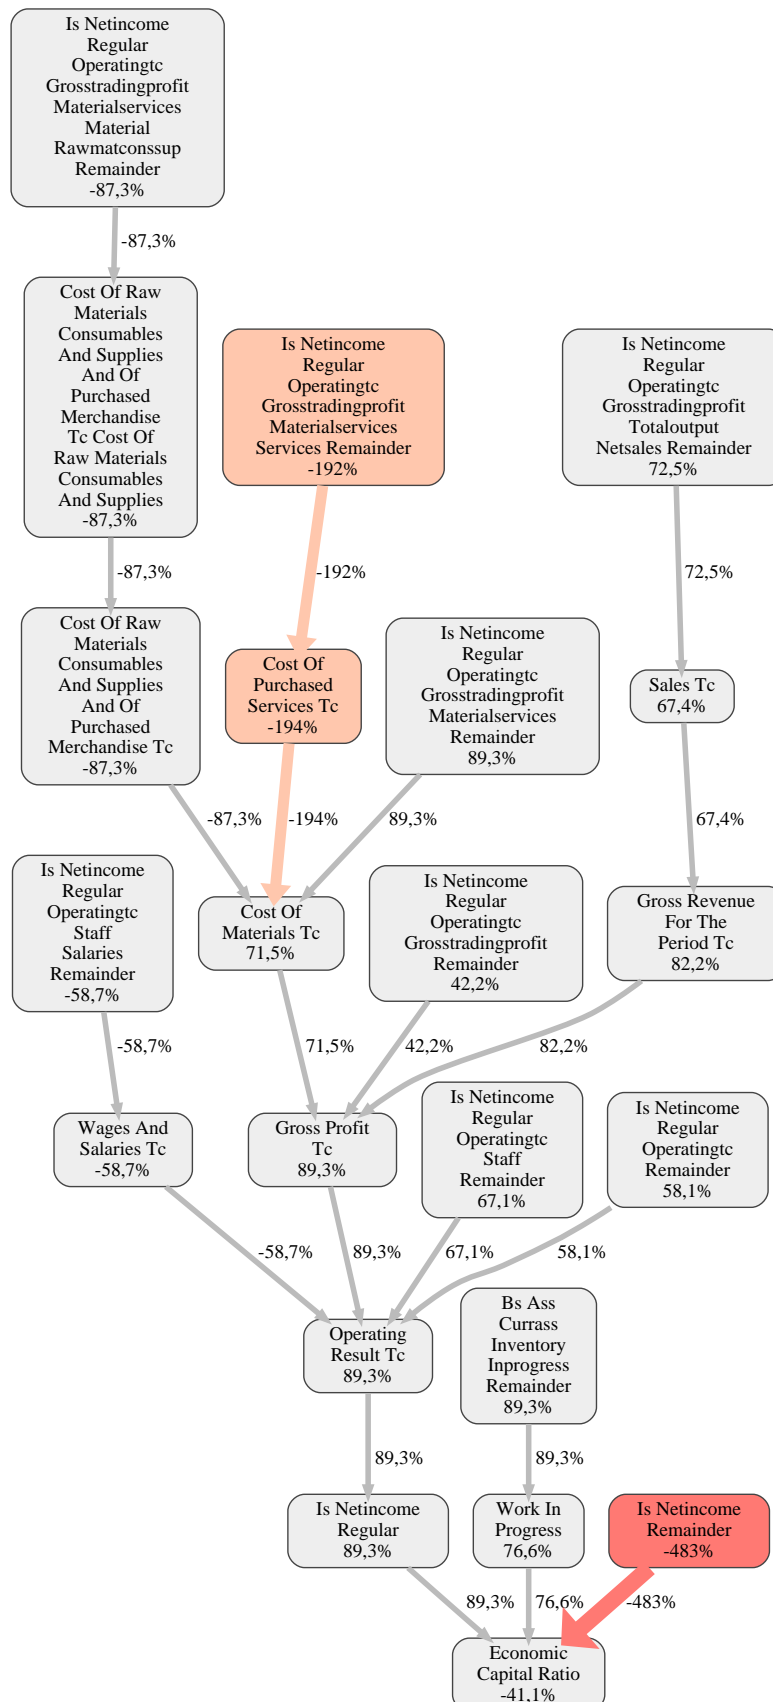 Is Netincome
Regular
Operatingtc
Grosstradingprofit
Materialservices
Material
Rawmatconssup
Remainder
-87,3%
-87,3%
Cost Of Raw
Materials
Consumables
And Supplies
And Of
Purchased
Merchandise
Tc Cost Of
Raw Materials
Consumables
And Supplies
-87,3%
Is Netincome
Regular
Operatingtc
Grosstradingprofit
Materialservices
Services Remainder
-192%
Is Netincome
Regular
Operatingtc
Grosstradingprofit
Totaloutput
Netsales Remainder
72,5%
-87,3%
-192%
72,5%
Cost Of Raw
Materials
Consumables
And Supplies
And Of
Purchased
Merchandise Tc
-87,3%
Cost Of
Purchased
Services Tc
-194%
Is Netincome
Regular
Operatingtc
Grosstradingprofit
Materialservices
Remainder
89,3%
Sales Tc
67,4%
-87,3%
-194%
89,3%
67,4%
Is Netincome
Regular
Operatingtc
Staff
Salaries
Remainder
-58,7%
Cost Of
Materials Tc
71,5%
Is Netincome
Regular
Operatingtc
Grosstradingprofit
Remainder
42,2%
Gross Revenue
For The
Period Tc
82,2%
-58,7%
71,5%
42,2%
82,2%
Wages And
Salaries Tc
-58,7%
Gross Profit
Tc
89,3%
Is Netincome
Regular
Operatingtc
Staff
Remainder
67,1%
Is Netincome
Regular
Operatingtc
Remainder
58,1%
-58,7%
89,3%
67,1%
58,1%
Operating
Result Tc
89,3%
Bs Ass
Currass
Inventory
Inprogress
Remainder
89,3%
89,3%
89,3%
Is Netincome
Regular
89,3%
Work In
Progress
76,6%
Is Netincome
Remainder
-483%
89,3%
76,6%
-483%
Economic
Capital Ratio
-41,1%